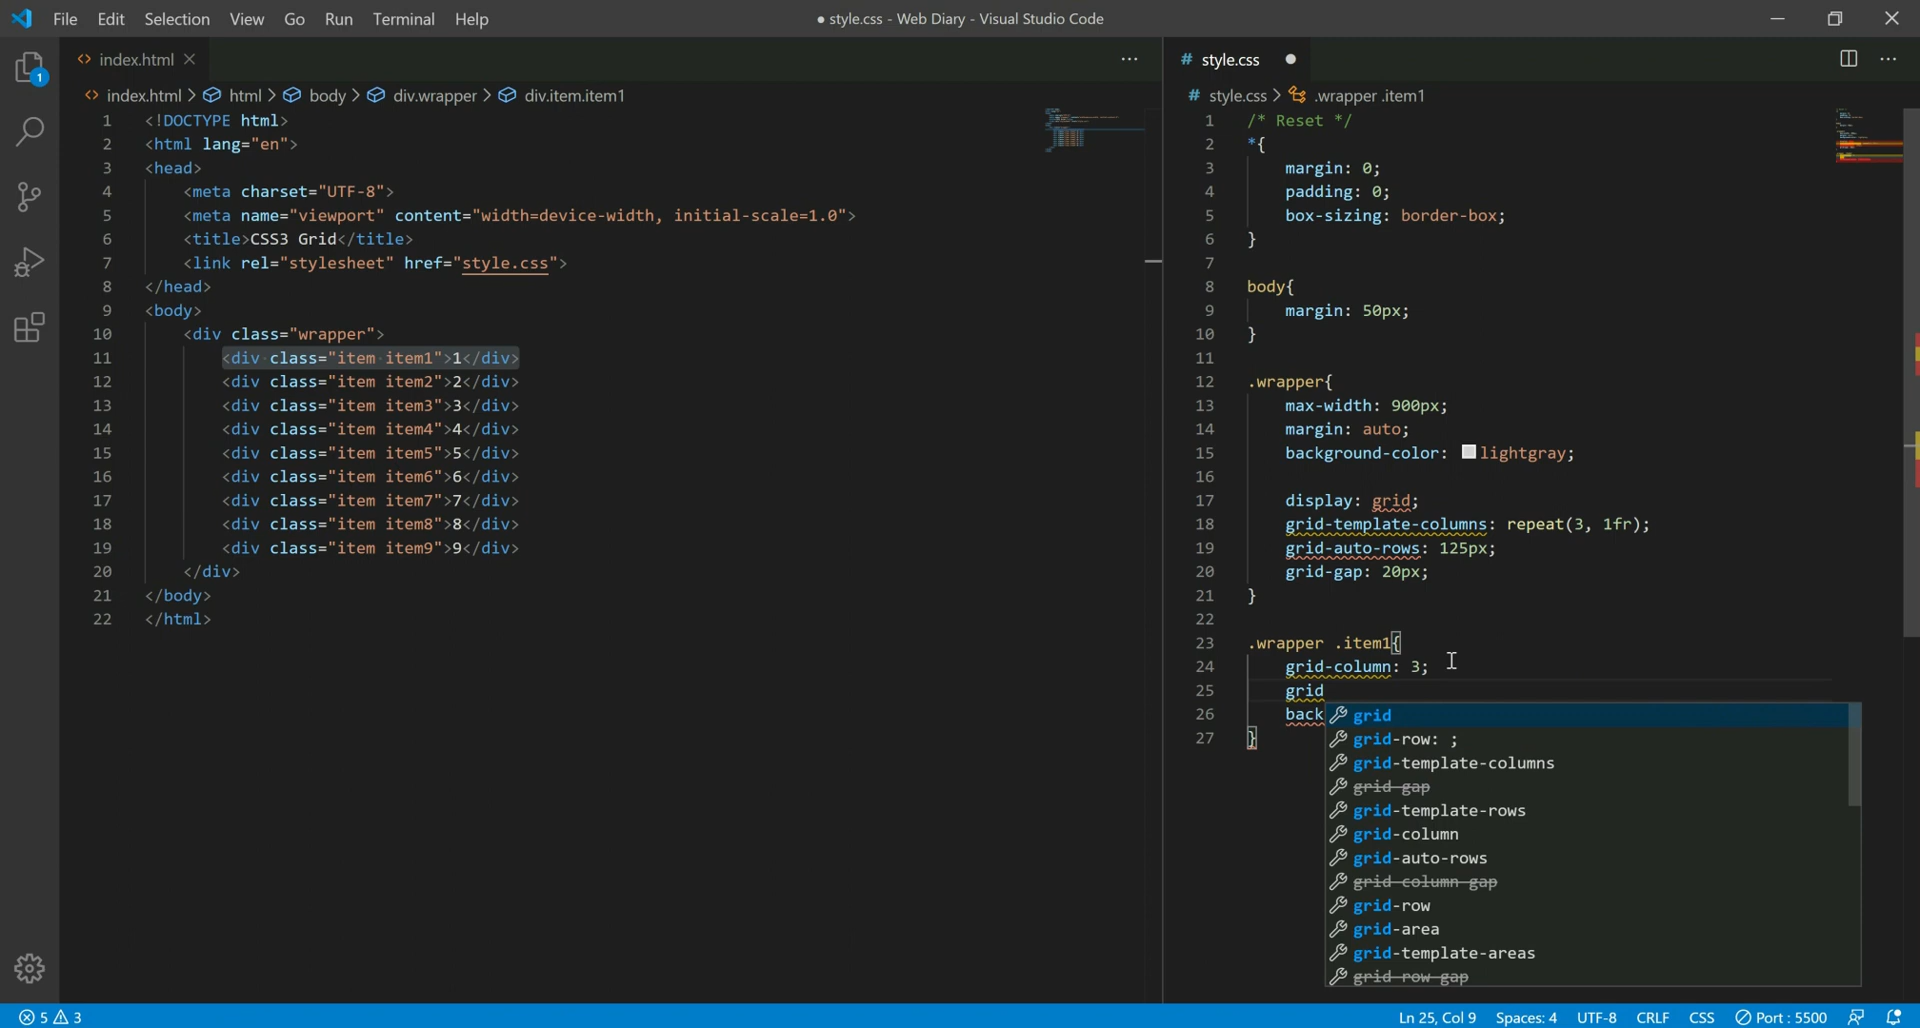 File Edit Selection View Go Run Terminal Help
● style.css - Web Diary - Visual Studio Code
1
index.html
index.html > html > body > div.wrapper > div.item.item1
1 <!DOCTYPE html>
2 <html lang="en">
3 <head>
4 <meta charset="UTF-8">
5 <meta name="viewport" content="width=device-width, initial-scale=1.0">
6 <title>CSS3 Grid</title>
7 <link rel="stylesheet" href="style.css">
8 </head>
9 <body>
10 <div class="wrapper">
11 <div class="item item1">1</div>
12 <div class="item item2">2</div>
13 <div class="item item3">3</div>
14 <div class="item item4">4</div>
15 <div class="item item5">5</div>
16 <div class="item item6">6</div>
17 <div class="item item7">7</div>
18 <div class="item item8">8</div>
19 <div class="item item9">9</div>
20 </div>
21 </body>
22 </html>
# style.css ●
# style.css > .wrapper .item1
1 /* Reset */
2 *{
3 margin: 0;
4 padding: 0;
5 box-sizing: border-box;
6 }
7
8 body{
9 margin: 50px;
10 }
11
12 .wrapper{
13 max-width: 900px;
14 margin: auto;
15 background-color: lightgray;
16
17 display: grid;
18 grid-template-columns: repeat(3, 1fr);
19 grid-auto-rows: 125px;
20 grid-gap: 20px;
21 }
22
23 .wrapper .item1{
24 grid-column: 3;
25 grid
26 back
27 }
grid
grid-row: ;
grid-template-columns
grid-gap
grid-template-rows
grid-column
grid-auto-rows
grid-column-gap
grid-row
grid-area
grid-template-areas
grid-row-gap
5 3
Ln 25, Col 9 Spaces: 4 UTF-8 CRLF CSS Port : 5500